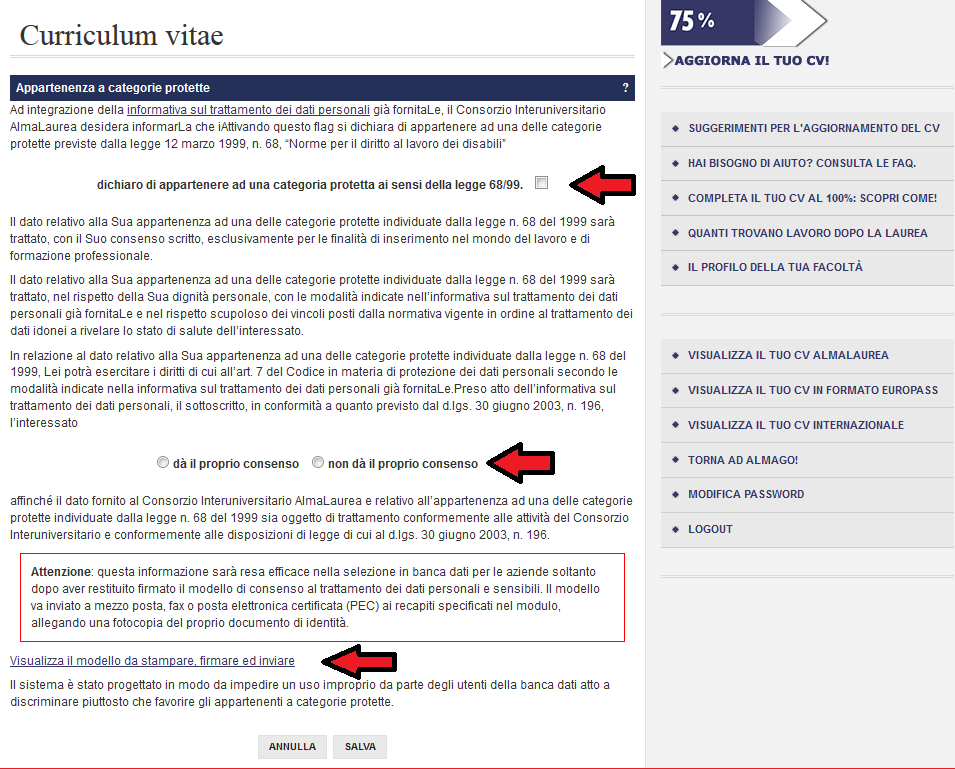 Curriculum vitae
Appartenenza a categorie protette ?
Ad integrazione della informativa sul trattamento dei dati personali già fornitaLe, il Consorzio Interuniversitario
AlmaLaurea desidera informarLa che iAttivando questo flag si dichiara di appartenere ad una delle categorie
protette previste dalla legge 12 marzo 1999, n. 68, “Norme per il diritto al lavoro dei disabili”
dichiaro di appartenere ad una categoria protetta ai sensi della legge 68/99.
Il dato relativo alla Sua appartenenza ad una delle categorie protette individuate dalla legge n. 68 del 1999 sarà
trattato, con il Suo consenso scritto, esclusivamente per le finalità di inserimento nel mondo del lavoro e di
formazione professionale.
Il dato relativo alla Sua appartenenza ad una delle categorie protette individuate dalla legge n. 68 del 1999 sarà
trattato, nel rispetto della Sua dignità personale, con le modalità indicate nell’informativa sul trattamento dei dati
personali già fornitaLe e nel rispetto scrupoloso dei vincoli posti dalla normativa vigente in ordine al trattamento dei
dati idonei a rivelare lo stato di salute dell’interessato.
In relazione al dato relativo alla Sua appartenenza ad una delle categorie protette individuate dalla legge n. 68 del
1999, Lei potrà esercitare i diritti di cui all’art. 7 del Codice in materia di protezione dei dati personali secondo le
modalità indicate nella informativa sul trattamento dei dati personali già fornitaLe.Preso atto dell’informativa sul
trattamento dei dati personali, il sottoscritto, in conformità a quanto previsto dal d.lgs. 30 giugno 2003, n. 196,
l’interessato
dà il proprio consenso non dà il proprio consenso
affinché il dato fornito al Consorzio Interuniversitario AlmaLaurea e relativo all’appartenenza ad una delle categorie
protette individuate dalla legge n. 68 del 1999 sia oggetto di trattamento conformemente alle attività del Consorzio
Interuniversitario e conformemente alle disposizioni di legge di cui al d.lgs. 30 giugno 2003, n. 196.
Attenzione: questa informazione sarà resa efficace nella selezione in banca dati per le aziende soltanto
dopo aver restituito firmato il modello di consenso al trattamento dei dati personali e sensibili. Il modello
va inviato a mezzo posta, fax o posta elettronica certificata (PEC) ai recapiti specificati nel modulo,
allegando una fotocopia del proprio documento di identità.
Visualizza il modello da stampare, firmare ed inviare
Il sistema è stato progettato in modo da impedire un uso improprio da parte degli utenti della banca dati atto a
discriminare piuttosto che favorire gli appartenenti a categorie protette.
ANNULLA SALVA
75%
AGGIORNA IL TUO CV!
SUGGERIMENTI PER L'AGGIORNAMENTO DEL CV
HAI BISOGNO DI AIUTO? CONSULTA LE FAQ.
COMPLETA IL TUO CV AL 100%: SCOPRI COME!
QUANTI TROVANO LAVORO DOPO LA LAUREA
IL PROFILO DELLA TUA FACOLTÀ
VISUALIZZA IL TUO CV ALMALAUREA
VISUALIZZA IL TUO CV IN FORMATO EUROPASS
VISUALIZZA IL TUO CV INTERNAZIONALE
TORNA AD ALMAGO!
MODIFICA PASSWORD
LOGOUT